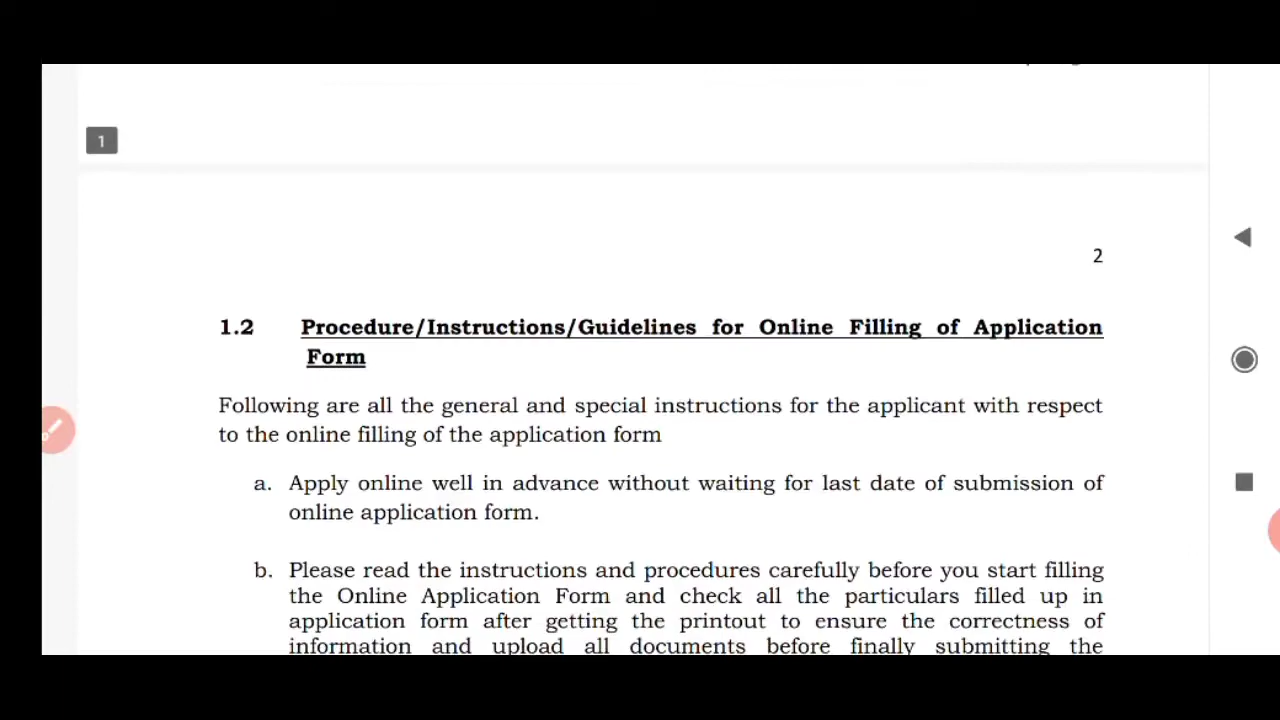 1
2
1.2 Procedure/Instructions/Guidelines for Online Filling of Application
Form
Following are all the general and special instructions for the applicant with respect
to the online filling of the application form
a. Apply online well in advance without waiting for last date of submission of
online application form.
b. Please read the instructions and procedures carefully before you start filling
the Online Application Form and check all the particulars filled up in
application form after getting the printout to ensure the correctness of
information and upload all documents before finally submitting the